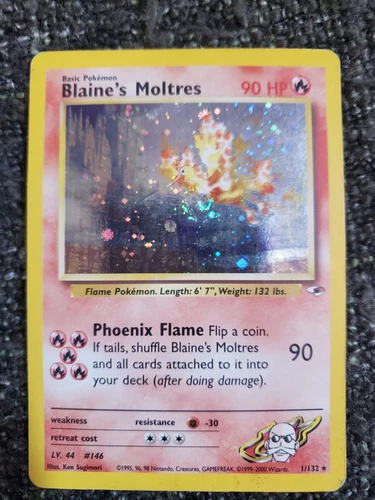 Basic Pokémon
Blaine's Moltres 90 HP
Flame Pokémon. Length: 6' 7", Weight: 132 lbs.
Phoenix Flame Flip a coin.
If tails, shuffle Blaine's Moltres
and all cards attached to it into
your deck (after doing damage).
90
weakness resistance -30
retreat cost
LV. 44 #146
Illus. Ken Sugimori ©1995, 96, 98 Nintendo, Creatures, GAMEFREAK. ©1999-2000 Wizards. 1/132 ★